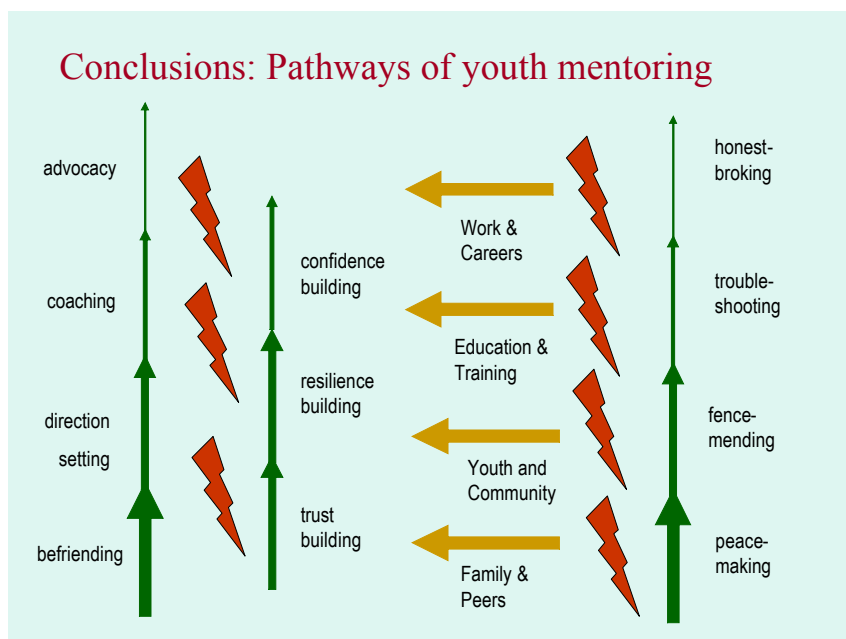 Conclusions: Pathways of youth mentoring
advocacy
coaching
direction
setting
befriending
confidence
building
resilience
building
trust
building
Work &
Careers
Education &
Training
Youth and
Community
Family &
Peers
honest-
broking
trouble-
shooting
fence-
mending
peace-
making